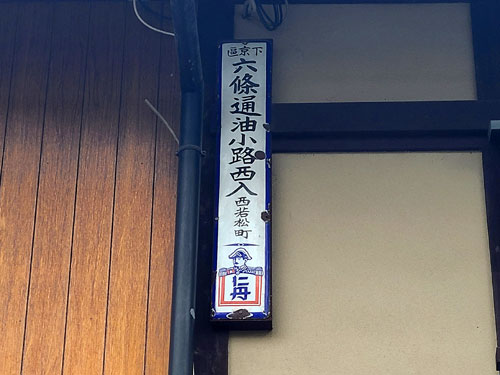 下京區
六條通油小路西入
西若松町
仁丹